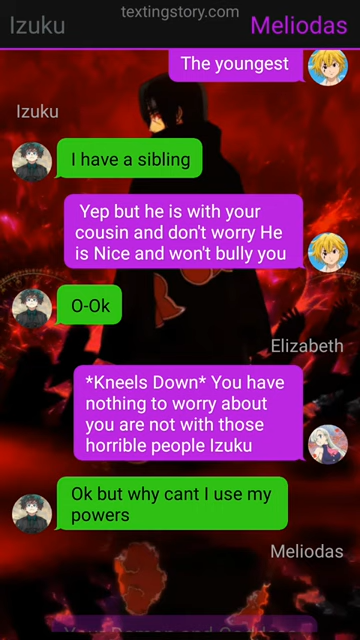 textingstory.com
Izuku
Meliodas
The youngest
Izuku
I have a sibling
Yep but he is with your
cousin and don't worry He
is Nice and won't bully you
O-Ok
Elizabeth
*Kneels Down* You have
nothing to worry about
you are not with those
horrible people Izuku
Ok but why cant I use my
powers
Meliodas